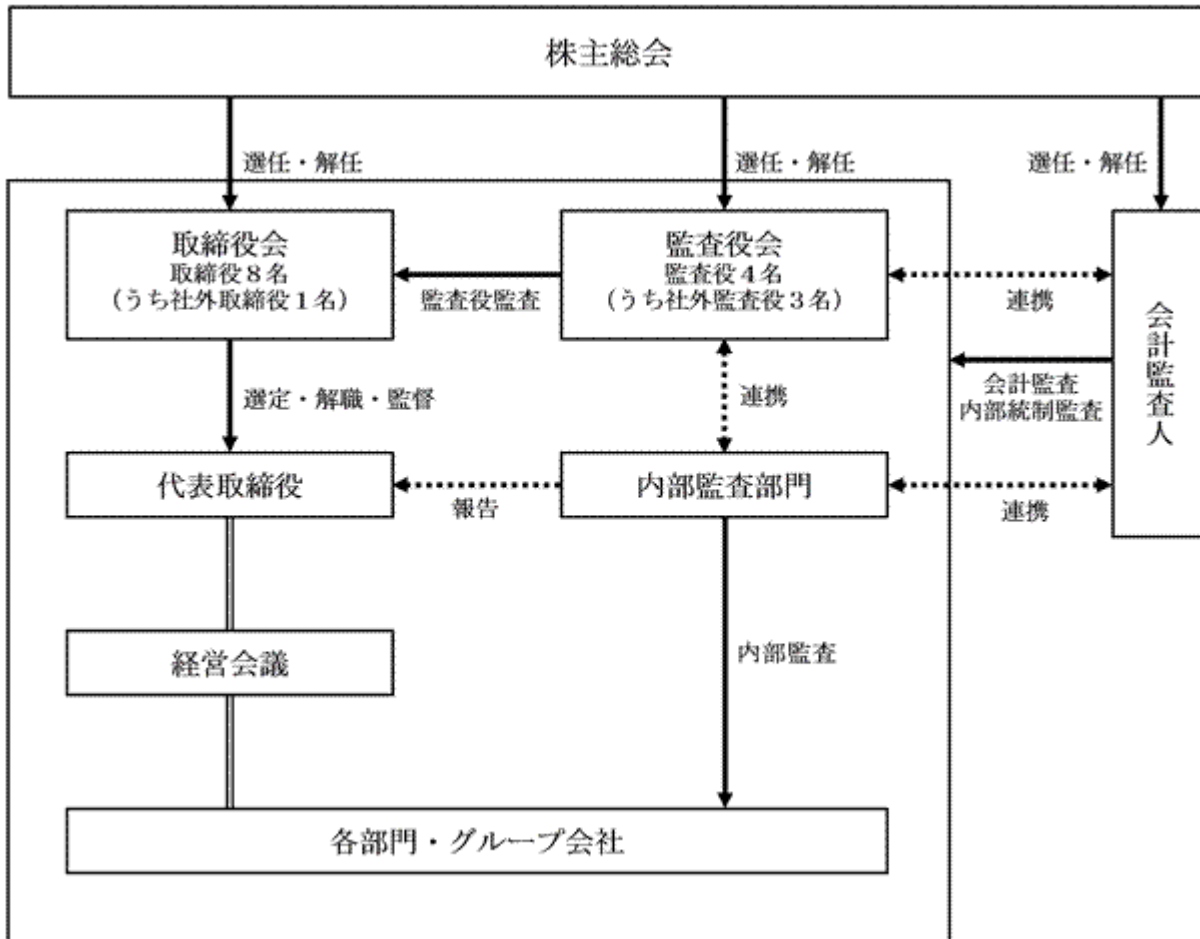 株主総会
選任・解任
選任・解任
選任・解任
取締役会
取締役８名
（うち社外取締役１名）
監査役監査
監査役会
監査役４名
（うち社外監査役３名）
連携
会計監査人
会計監査
内部統制監査
選定・解職・監督
連携
代表取締役
報告
内部監査部門
連携
経営会議
内部監査
各部門・グループ会社